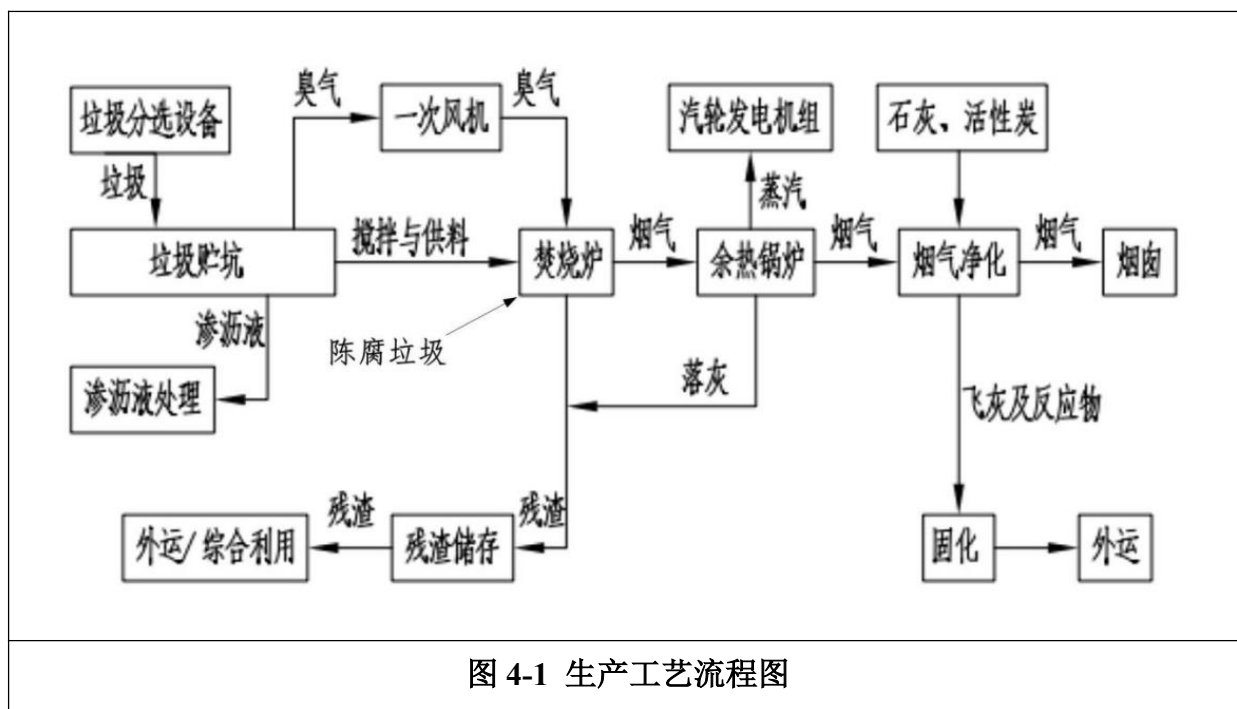 臭气
臭气
垃圾分选设备
一次风机
汽轮发电机组
石灰、活性炭
垃圾
蒸汽
搅拌与供料
烟气
烟气
烟气
垃圾贮坑
焚烧炉
余热锅炉
烟气净化
烟囱
渗沥液
陈腐垃圾
落灰
渗沥液处理
飞灰及反应物
残渣
残渣
外运/综合利用
残渣储存
固化
外运
图 4-1 生产工艺流程图